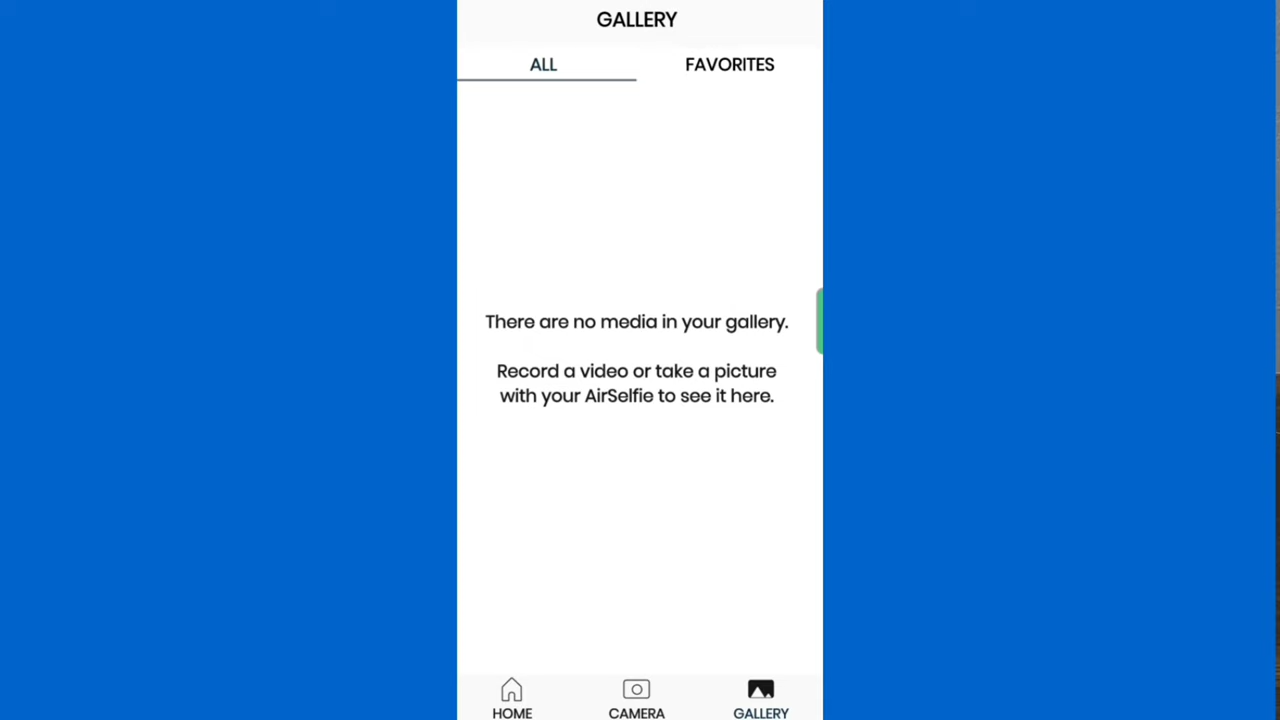 GALLERY
ALL
FAVORITES
There are no media in your gallery.
Record a video or take a picture
with your AirSelfie to see it here.
HOME
CAMERA
GALLERY